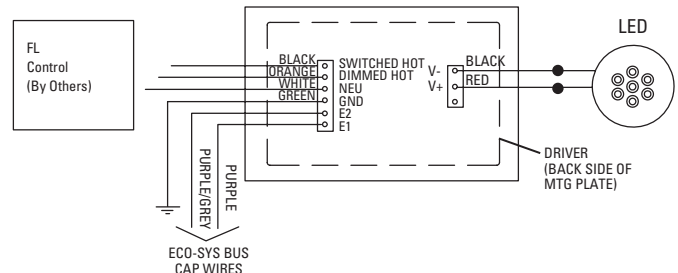 FL
Control
(By Others)
BLACK
ORANGE
WHITE
GREEN
SWITCHED HOT
DIMMED HOT
NEU
GND
E2
E1
V-
V+
BLACK
RED
LED
DRIVER
(BACK SIDE OF
MTG PLATE)
PURPLE/GREY
PURPLE
ECO-SYS BUS
CAP WIRES